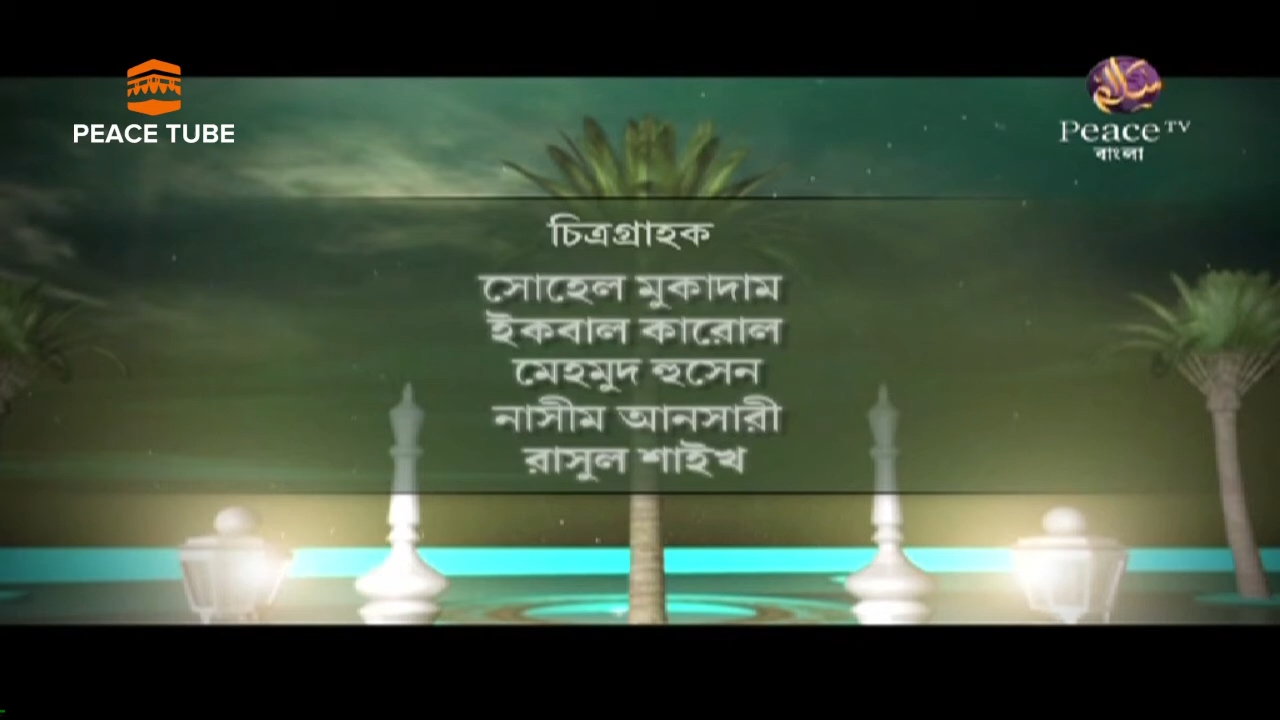 PEACE TUBE
Peace TV
বাংলা
চিত্রগ্রাহক
সোহেল মুকাদাম
ইকবাল কারোল
মেহমুদ হুসেন
নাসীম আনসারী
রাসুল শাইখ